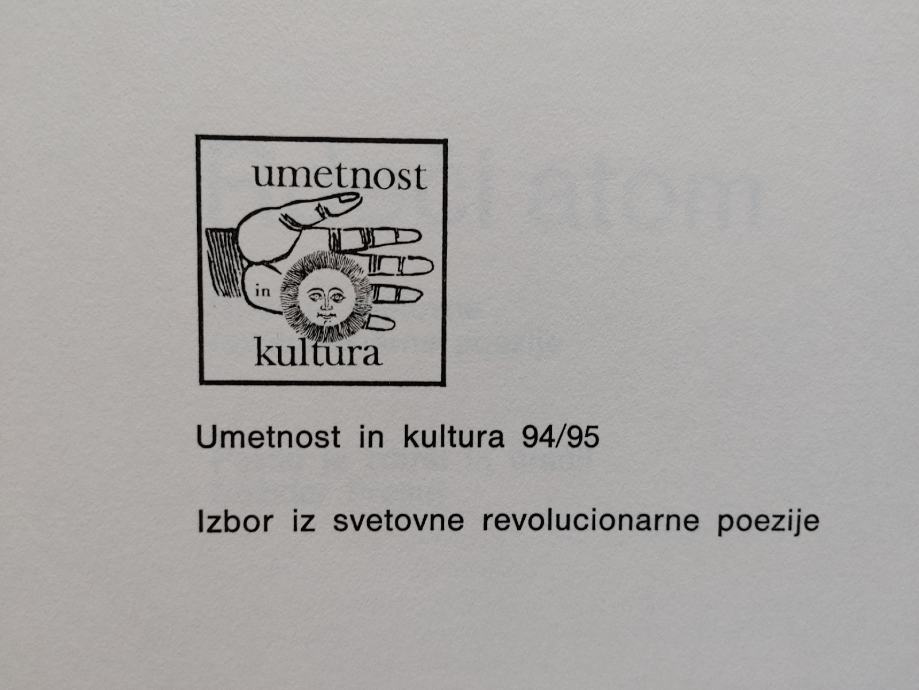 umetnost
in
kultura
Umetnost in kultura 94/95
Izbor iz svetovne revolucionarne poezije